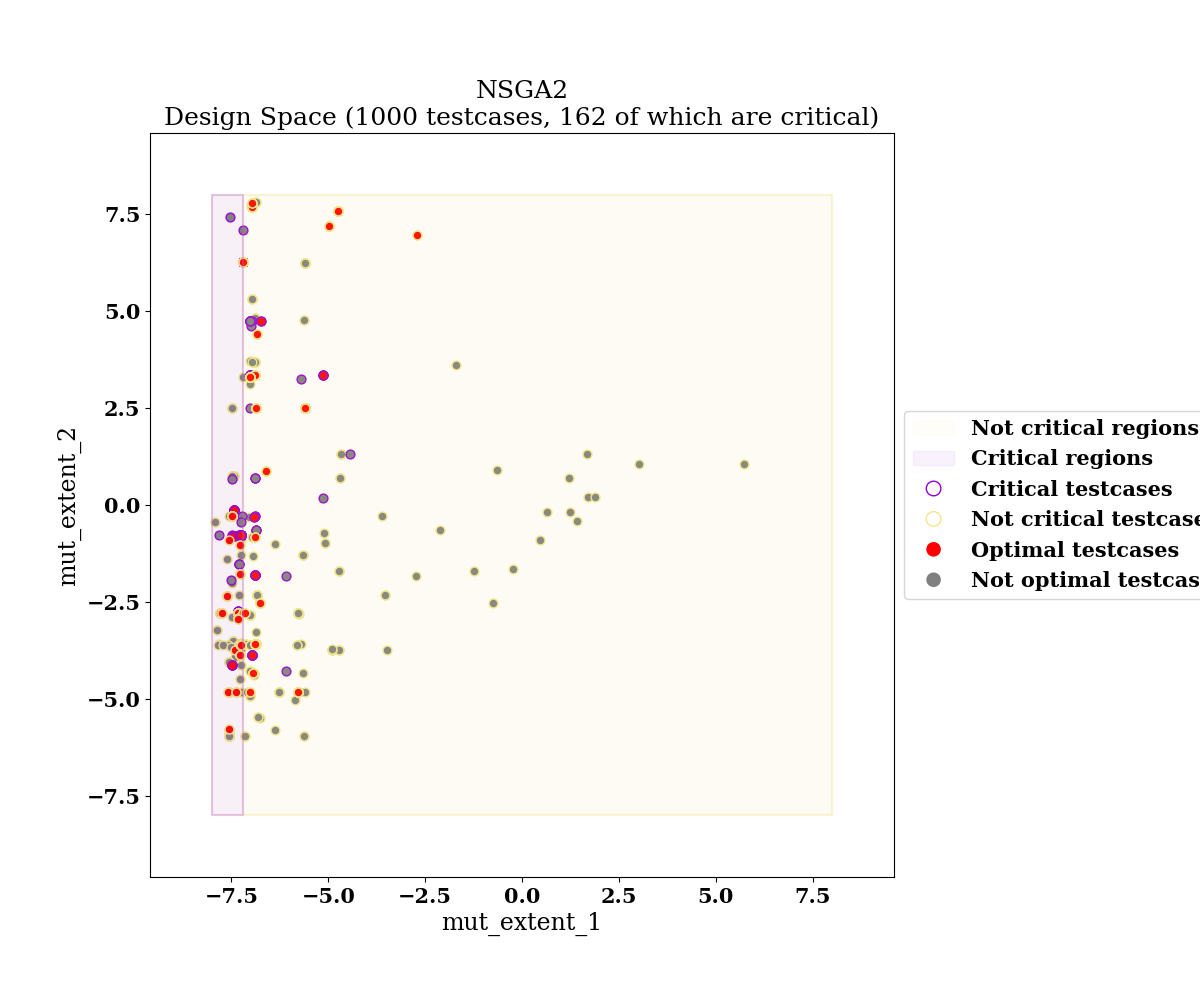 NSGA2
Design Space (1000 testcases, 162 of which are critical)
7.5
5.0
2.5
0.0
−2.5
−5.0
−7.5
mut_extent_2
−7.5 −5.0 −2.5 0.0 2.5 5.0 7.5
mut_extent_1
Not critical regions
Critical regions
Critical testcases
Not critical testcase
Optimal testcases
Not optimal testcas